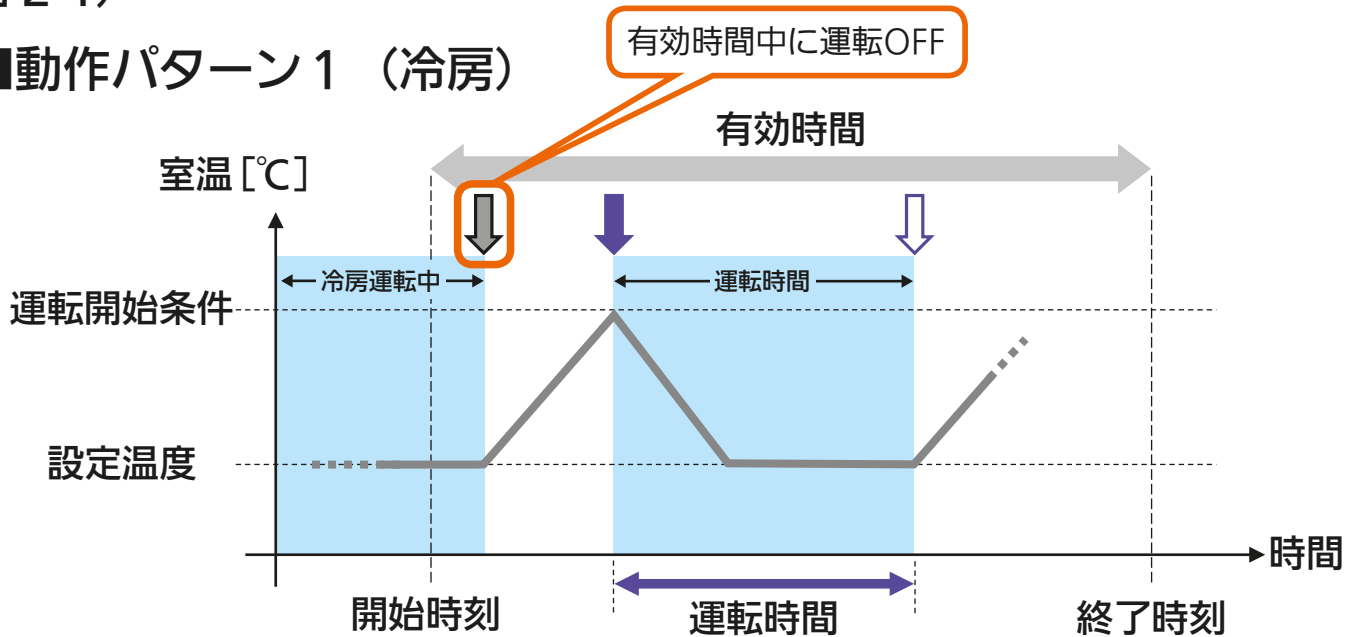 ■動作パターン1 （冷房）
有効時間中に運転OFF
有効時間
室温［℃］
冷房運転中
運転時間
運転開始条件
設定温度
時間
開始時刻
運転時間
終了時刻